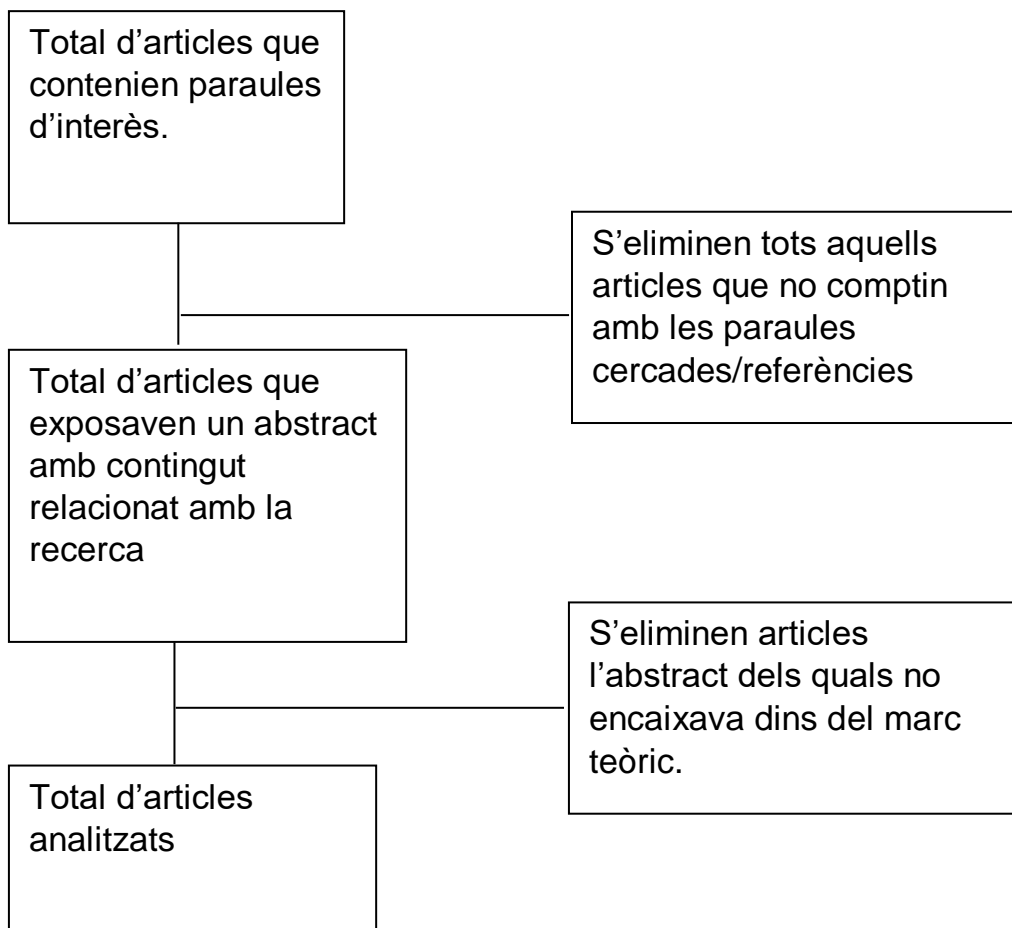 Total d’articles que
contenien paraules
d’interès.
S’eliminen tots aquells
articles que no comptin
amb les paraules
cercades/referències
Total d’articles que
exposaven un abstract
amb contingut
relacionat amb la
recerca
S’eliminen articles
l’abstract dels quals no
encaixava dins del marc
teòric.
Total d’articles
analitzats